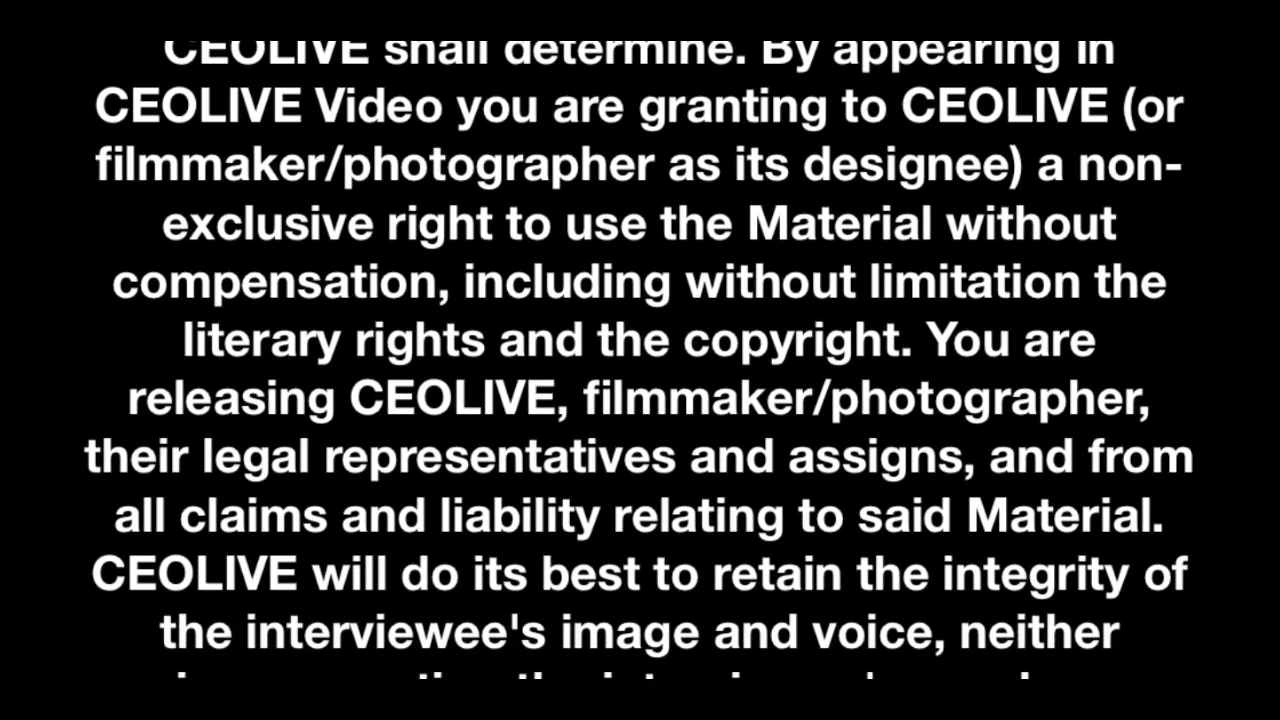 CEOLIVE shall determine. By appearing in
CEOLIVE Video you are granting to CEOLIVE (or
filmmaker/photographer as its designee) a non-
exclusive right to use the Material without
compensation, including without limitation the
literary rights and the copyright. You are
releasing CEOLIVE, filmmaker/photographer,
their legal representatives and assigns, and from
all claims and liability relating to said Material.
CEOLIVE will do its best to retain the integrity of
the interviewee's image and voice, neither